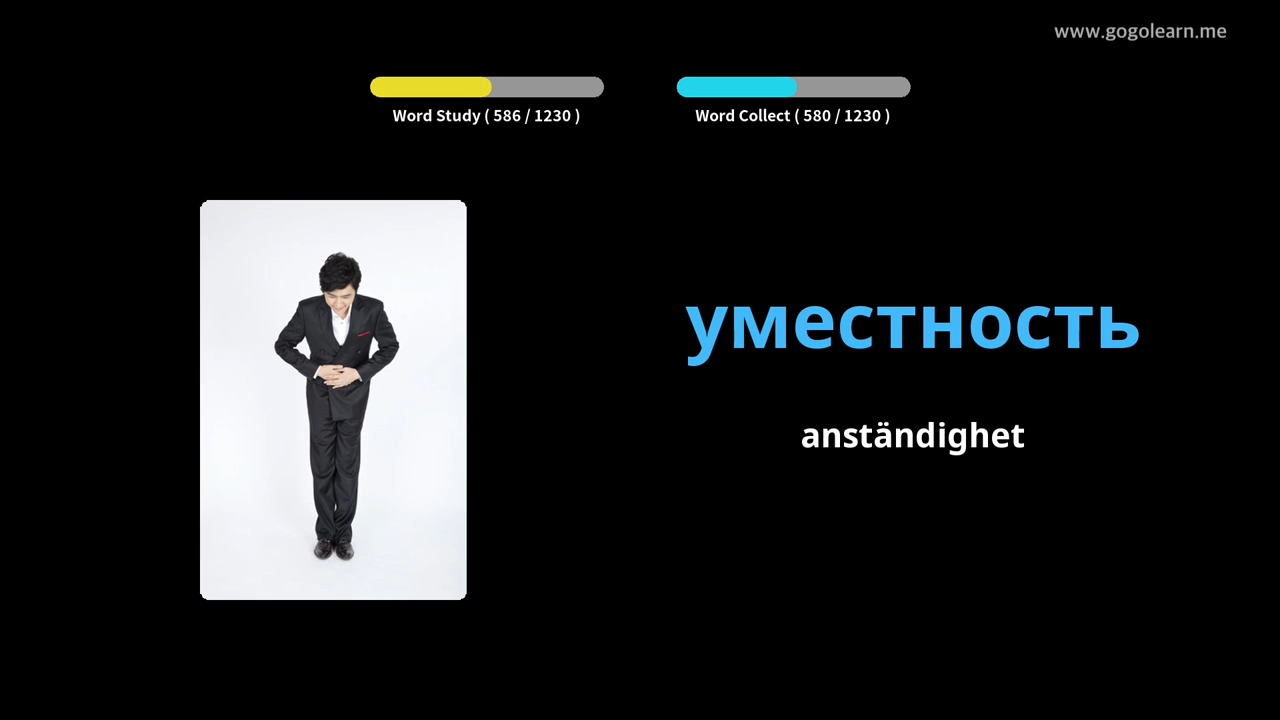 www.gogolearn.me
Word Study ( 586 / 1230 )
Word Collect ( 580 / 1230 )
уместность
anständighet